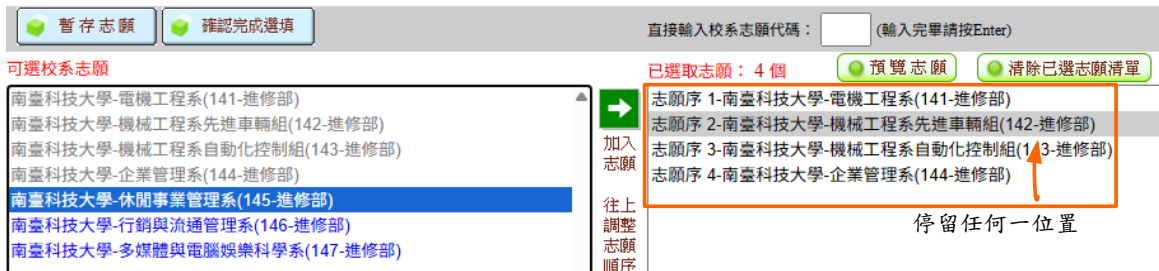 暫存志願
確認完成選填
直接輸入校系志願代碼：
(輸入完畢請按Enter)
可選校系志願
已選取志願： 4 個
預覽志願
清除已選志願清單
南臺科技大學-電機工程系(141-進修部)
南臺科技大學-機械工程系先進車輛組(142-進修部)
南臺科技大學-機械工程系自動化控制組(143-進修部)
南臺科技大學-企業管理系(144-進修部)
南臺科技大學-休閒事業管理系(145-進修部)
南臺科技大學-行銷與流通管理系(146-進修部)
南臺科技大學-多媒體與電腦娛樂科學系(147-進修部)
加入
志願
往上
調整
志願
順序
志願序 1-南臺科技大學-電機工程系(141-進修部)
志願序 2-南臺科技大學-機械工程系先進車輛組(142-進修部)
志願序 3-南臺科技大學-機械工程系自動化控制組(143-進修部)
志願序 4-南臺科技大學-企業管理系(144-進修部)
停留任何一位置